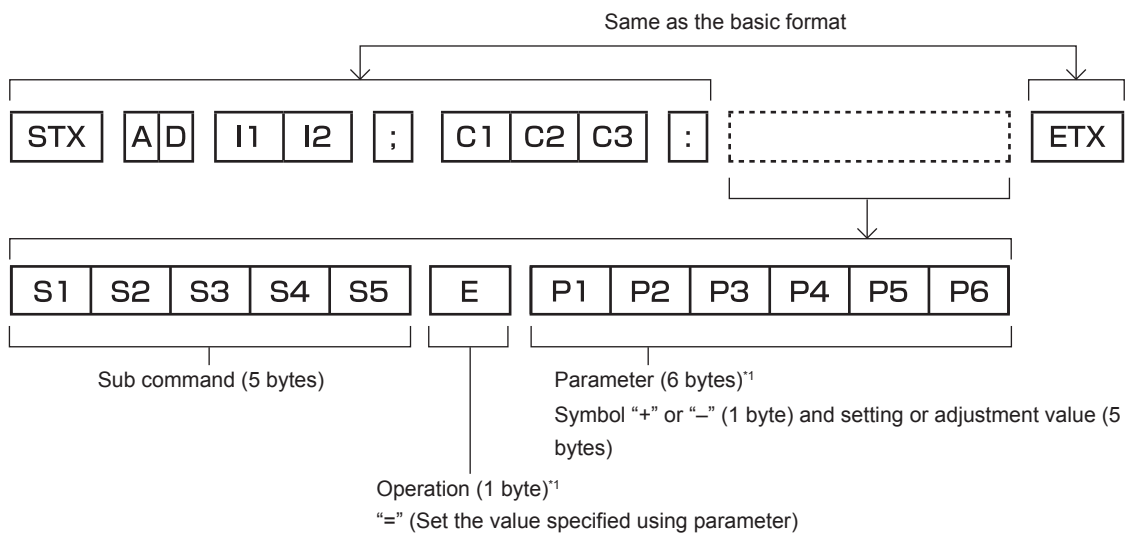 Same as the basic format
STX A D I1 I2 ; C1 C2 C3 : ETX
S1 S2 S3 S4 S5 E P1 P2 P3 P4 P5 P6
Sub command (5 bytes)
Parameter (6 bytes)*1
Symbol “+” or “–” (1 byte) and setting or adjustment value (5
bytes)
Operation (1 byte)*1
“=” (Set the value specified using parameter)